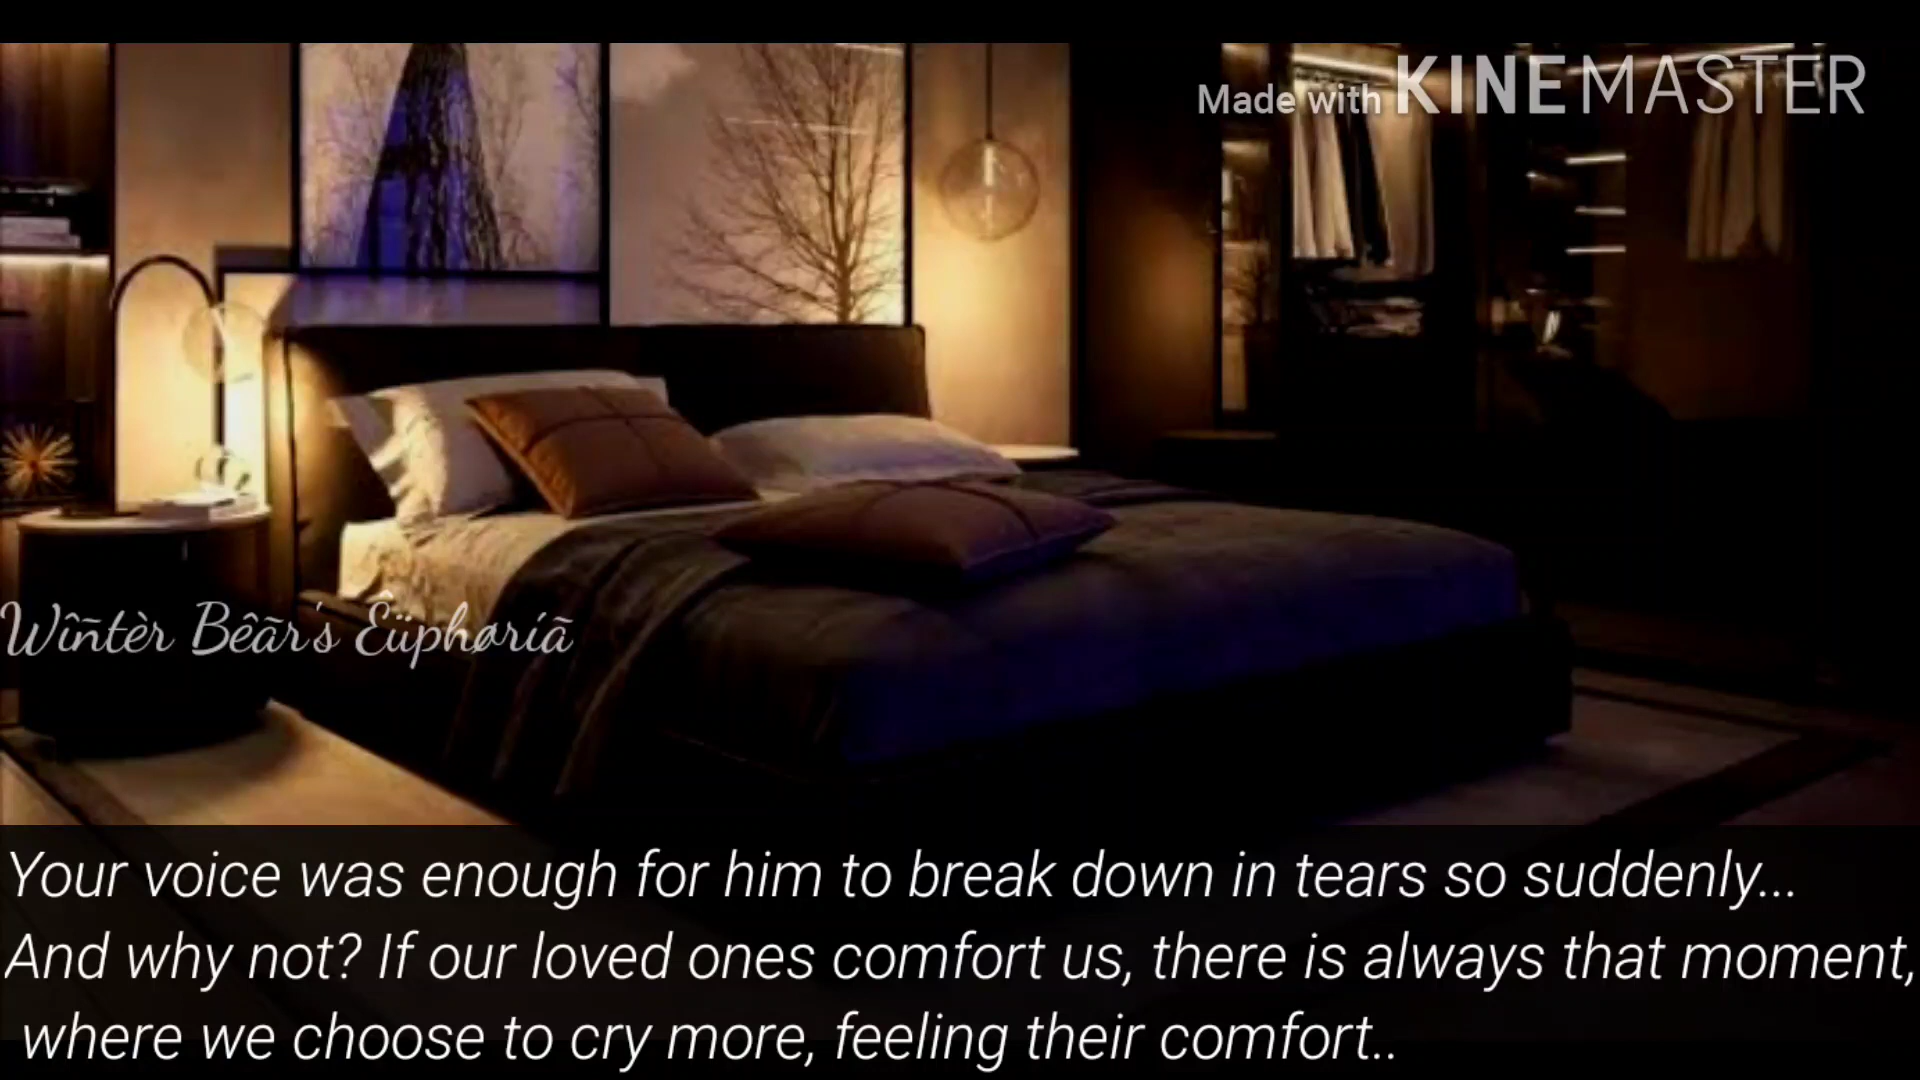 Made with KINEMASTER
Wîñtèr Bêãr's Êüphøríã
Your voice was enough for him to break down in tears so suddenly...
And why not? If our loved ones comfort us, there is always that moment,
where we choose to cry more, feeling their comfort..